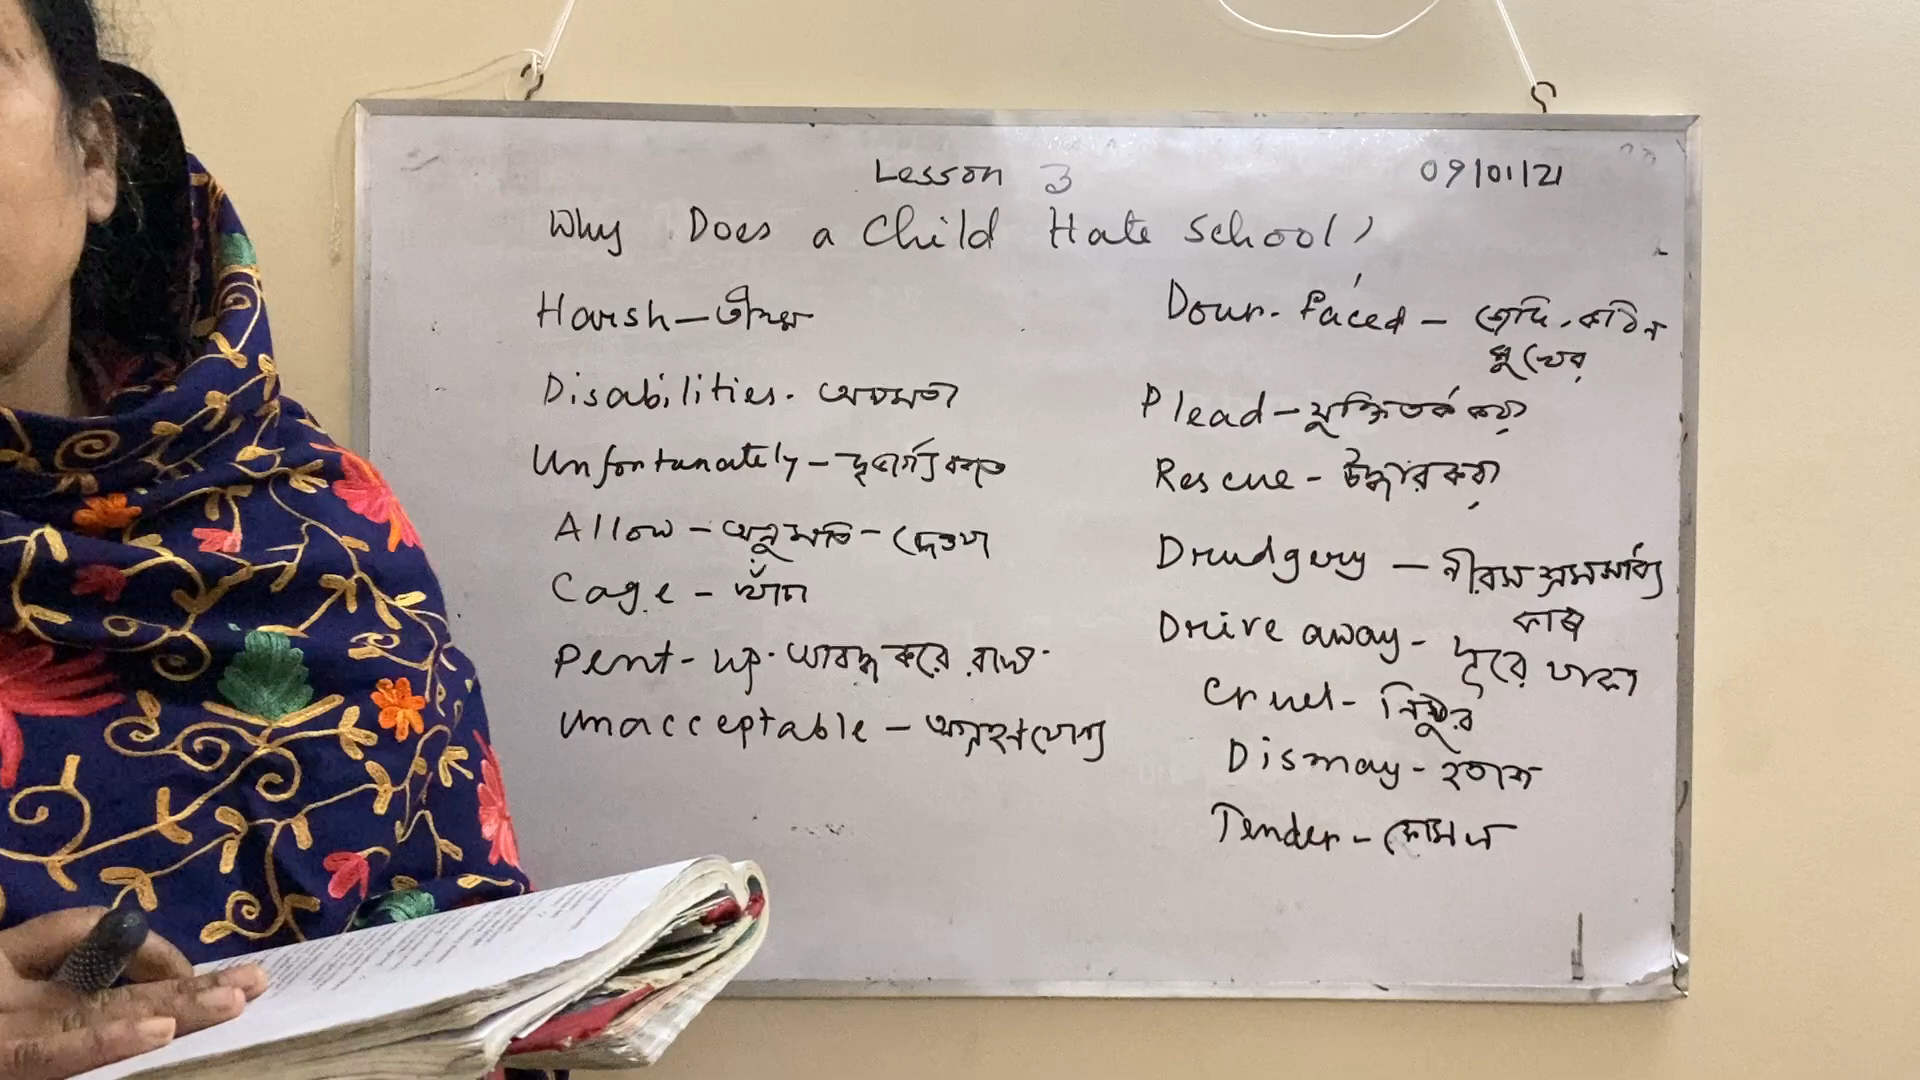 Lesson 3
09/01/21
Why Does a Child Hate School?
Harsh – তীক্ষ্ণ
Disabilities. অক্ষমতা
Unfortunately – দুর্ভাগ্য বশত
Allow – অনুমতি – দেওয়া
Cage – খাঁচা
Pent-up. আবদ্ধ করে রাখা.
Unacceptable – অগ্রহণযোগ্য
Dour-faced – জেদি, কঠিন
মুখের
Plead – যুক্তিতর্ক করা
Rescue – উদ্ধার করা
Drudgery – নীরস শ্রমসাধ্য
কাজ
Drive away – দূরে থাকা
Cruel – নিষ্ঠুর
Dismay – হতাশ
Tender – কোমল